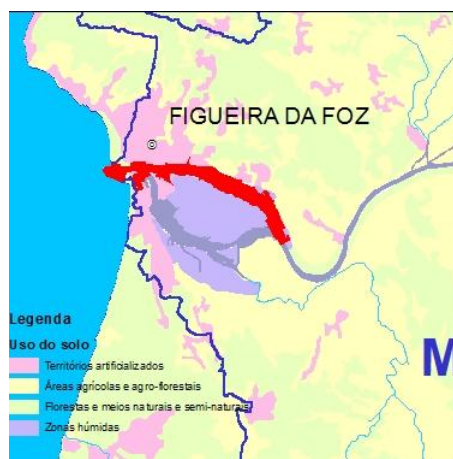 FIGUEIRA DA FOZ
M
Legenda
Uso do solo
Territórios artificializados
Áreas agrícolas e agro-florestais
Florestas e meios naturais e semi-naturais
Zonas húmidas